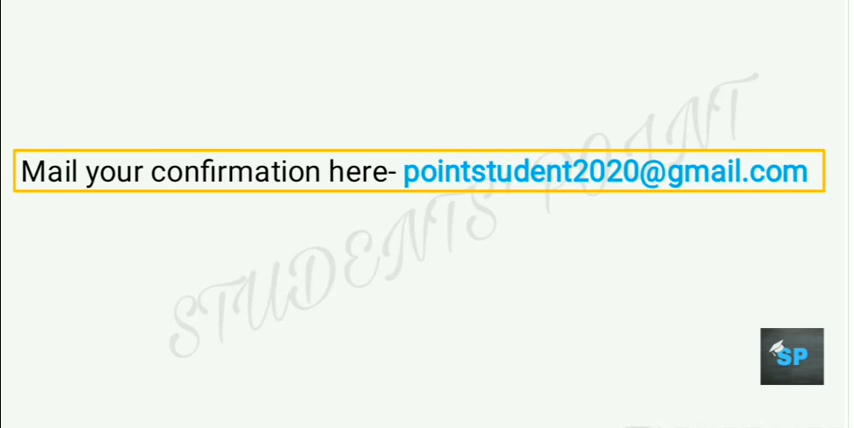 STUDENTS' POINT
Mail your confirmation here- pointstudent2020@gmail.com
SP